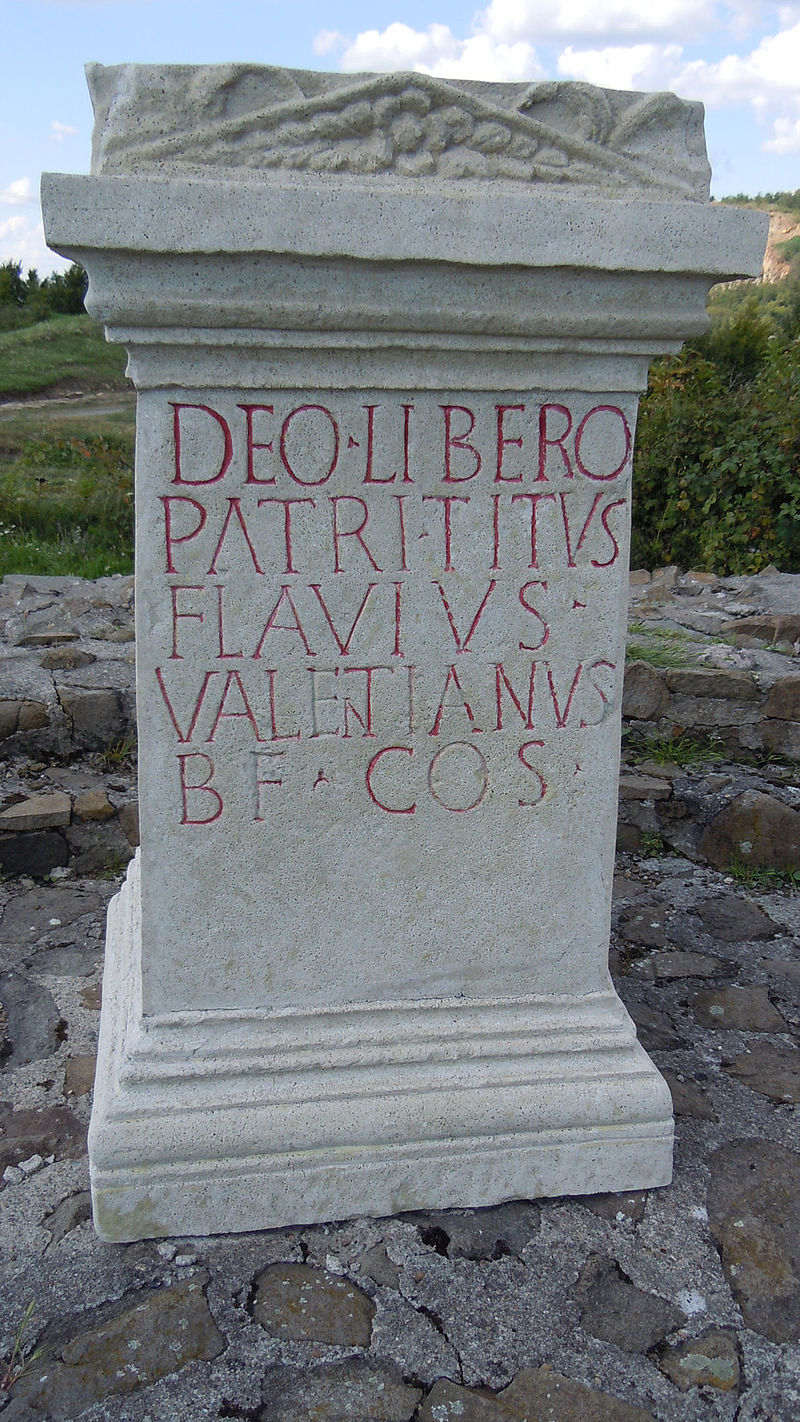 DEO·LIBERO
PATRI·TITVS
FLAVIVS·
VALENTIANVS
BF·COS·